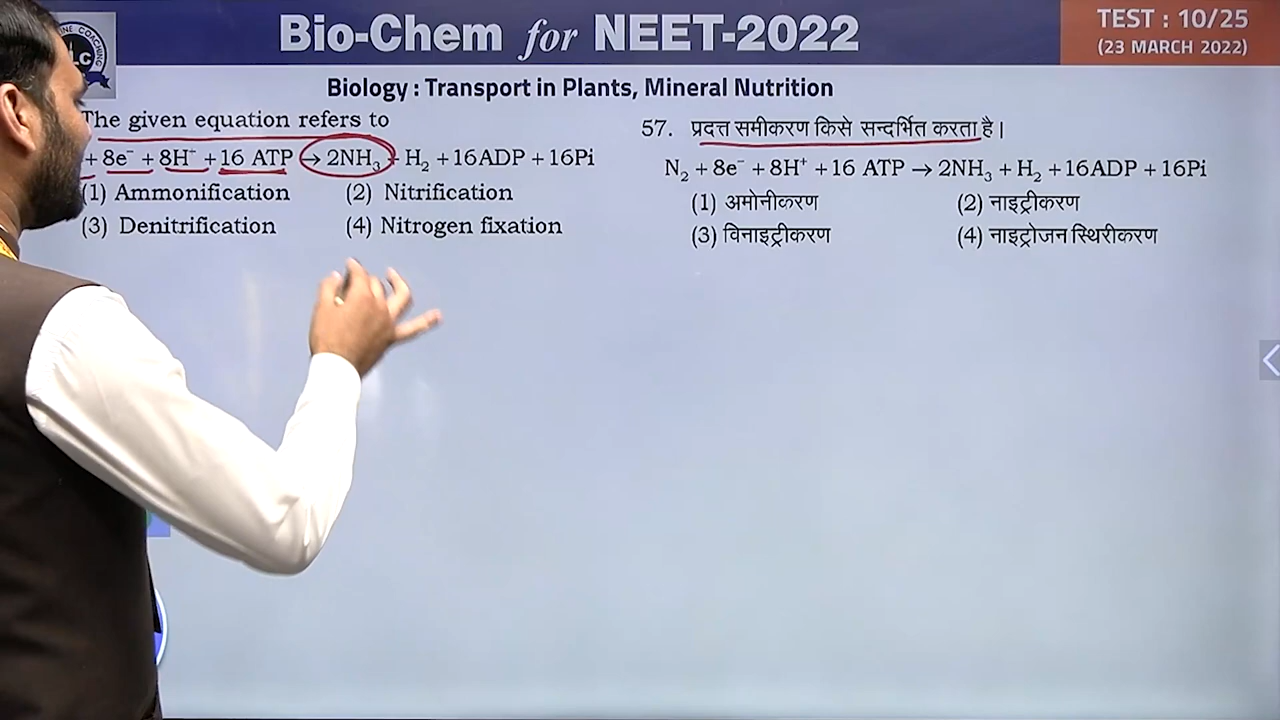 Bio-Chem for NEET-2022
TEST : 10/25
(23 MARCH 2022)
COACHING
LC
Biology : Transport in Plants, Mineral Nutrition
The given equation refers to
+ 8e⁻ + 8H⁺ + 16 ATP → 2NH₃ + H₂ + 16ADP + 16Pi
(1) Ammonification (2) Nitrification
(3) Denitrification (4) Nitrogen fixation
57. प्रदत्त समीकरण किसे सन्दर्भित करता है।
N₂ + 8e⁻ + 8H⁺ + 16 ATP → 2NH₃ + H₂ + 16ADP + 16Pi
(1) अमोनीकरण (2) नाइट्रीकरण
(3) विनाइट्रीकरण (4) नाइट्रोजन स्थिरीकरण